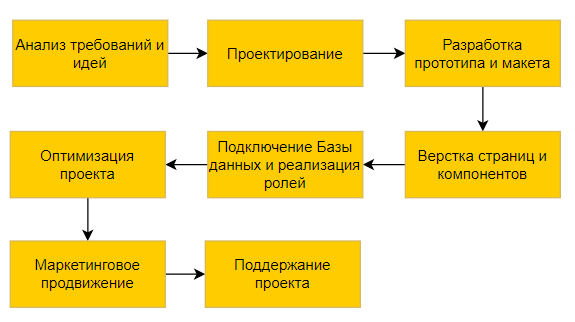 Анализ требований и
идей
Проектирование
Разработка
прототипа и макета
Верстка страниц и
компонентов
Подключение Базы
данных и реализация
ролей
Оптимизация
проекта
Маркетинговое
продвижение
Поддержание
проекта